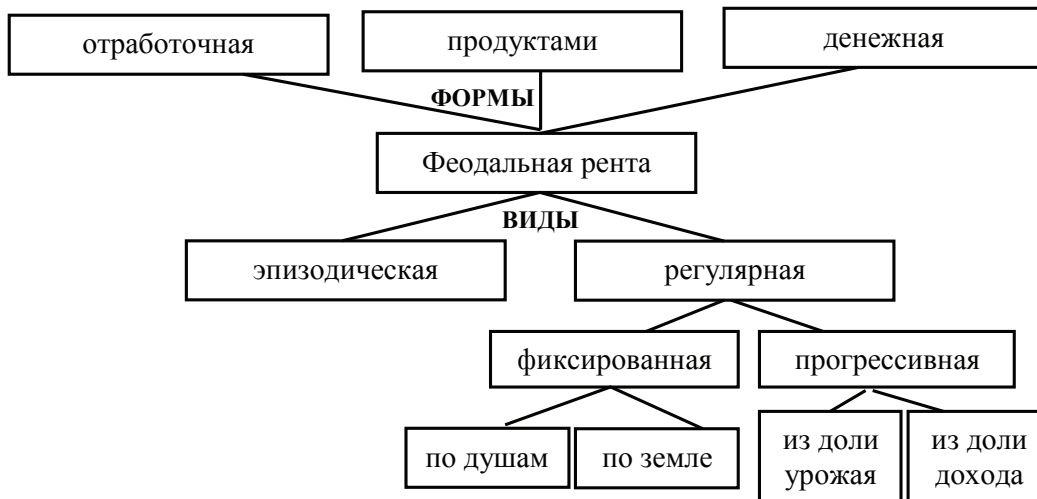 отработочная
продуктами
денежная
ФОРМЫ
Феодальная рента
ВИДЫ
эпизодическая
регулярная
фиксированная
прогрессивная
по душам
по земле
из доли
урожая
из доли
дохода